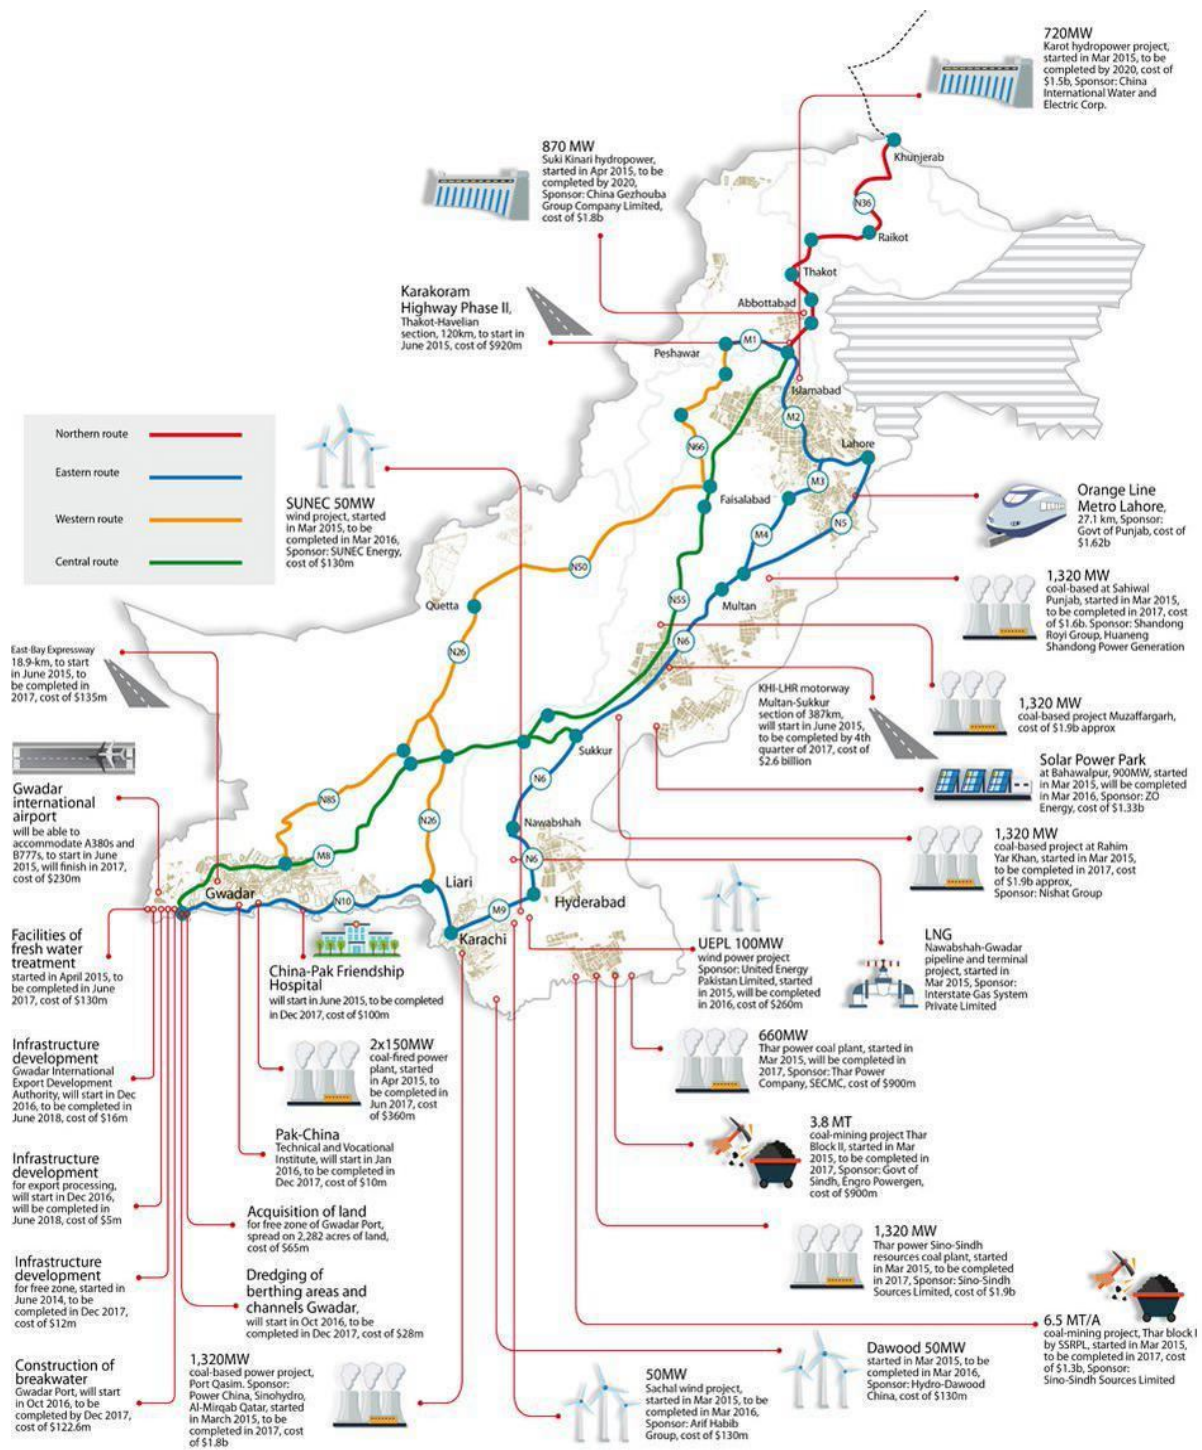 720MW
Karot hydropower project,
started in Mar 2015, to be
completed by 2020, cost of
$1.5b, Sponsor: China
International Water and
Electric Corp.
870 MW
Suki Kinari hydropower,
started in Apr 2015, to be
completed by 2020,
Sponsor: China Gezhouba
Group Company Limited,
cost of $1.8b
Karakoram
Highway Phase II,
Thakot-Havelian
section, 120km, to start in
June 2015, cost of $920m
Khunjerab
N36
Raikot
Thakot
Abbottabad
M1
Peshawar
Islamabad
M2
N66
Lahore
M3
Faisalabad
N5
M4
N50
N55
Multan
Quetta
N6
N26
Sukkur
N6
N85
N26
Nawabshah
M8
N6
Liari
Gwadar
N10
M9
Hyderabad
Karachi
Northern route
Eastern route
Western route
Central route
SUNEC 50MW
wind project, started
in Mar 2015, to be
completed in Mar 2016,
Sponsor: SUNEC Energy,
cost of $130m
Orange Line
Metro Lahore,
27.1 km, Sponsor:
Govt of Punjab, cost of
$1.62b
1,320 MW
coal-based at Sahiwal
Punjab, started in Mar 2015,
to be completed in 2017, cost
of $1.6b. Sponsor: Shandong
Royi Group, Huaneng
Shandong Power Generation
1,320 MW
coal-based project Muzaffargarh,
cost of $1.9b approx
KHI-LHR motorway
Multan-Sukkur
section of 387km,
will start in June 2015,
to be completed by 4th
quarter of 2017, cost of
$2.6 billion
Solar Power Park
at Bahawalpur, 900MW, started
in Mar 2015, will be completed
in Mar 2016, Sponsor: ZO
Energy, cost of $1.33b
1,320 MW
coal-based project at Rahim
Yar Khan, started in Mar 2015,
to be completed in 2017, cost
of $1.9b approx,
Sponsor: Nishat Group
East-Bay Expressway
18.9-km, to start
in June 2015, to
be completed in
2017, cost of $135m
Gwadar
international
airport
will be able to
accommodate A380s and
B777s, to start in June
2015, will finish in 2017,
cost of $230m
Facilities of
fresh water
treatment
started in April 2015, to
be completed in June
2017, cost of $130m
China-Pak Friendship
Hospital
will start in June 2015, to be completed
in Dec 2017, cost of $100m
UEPL 100MW
wind power project
Sponsor: United Energy
Pakistan Limited, started
in 2015, will be completed
in 2016, cost of $260m
LNG
Nawabshah-Gwadar
pipeline and terminal
project, started in
Mar 2015, Sponsor:
Interstate Gas System
Private Limited
Infrastructure
development
Gwadar International
Export Development
Authority, will start in Dec
2016, to be completed in
June 2018, cost of $16m
2x150MW
coal-fired power
plant, started
in Apr 2015, to
be completed in
Jun 2017, cost
of $360m
660MW
Thar power coal plant, started in
Mar 2015, will be completed in
2017, Sponsor: Thar Power
Company, SECMC, cost of $900m
Pak-China
Technical and Vocational
Institute, will start in Jan
2016, to be completed in
Dec 2017, cost of $10m
3.8 MT
coal-mining project Thar
Block II, started in Mar
2015, to be completed in
2017, Sponsor: Govt of
Sindh, Engro Powergen,
cost of $900m
Infrastructure
development
for export processing,
will start in Dec 2016,
will be completed in
June 2018, cost of $5m
Acquisition of land
for free zone of Gwadar Port,
spread on 2,282 acres of land,
cost of $65m
1,320 MW
Thar power Sino-Sindh
resources coal plant, started
in Mar 2015, to be completed
in 2017, Sponsor: Sino-Sindh
Sources Limited, cost of $1.9b
Infrastructure
development
for free zone, started in
June 2014, to be
completed in Dec 2017,
cost of $12m
Dredging of
berthing areas and
channels Gwadar,
will start in Oct 2016, to be
completed in Dec 2017, cost of $28m
6.5 MT/A
coal-mining project, Thar block I
by SSRPL, started in Mar 2015,
to be completed in 2017, cost
of $1.3b, Sponsor:
Sino-Sindh Sources Limited
Construction of
breakwater
Gwadar Port, will start
in Oct 2016, to be
completed by Dec 2017,
cost of $122.6m
1,320MW
coal-based power project,
Port Qasim. Sponsor:
Power China, Sinohydro,
Al-Mirqab Qatar, started
in March 2015, to be
completed in 2017, cost
of $1.8b
50MW
Sachal wind project,
started in Mar 2015, to be
completed in Mar 2016,
Sponsor: Arif Habib
Group, cost of $130m
Dawood 50MW
started in Mar 2015, to be
completed in Mar 2016,
Sponsor: Hydro-Dawood
China, cost of $130m